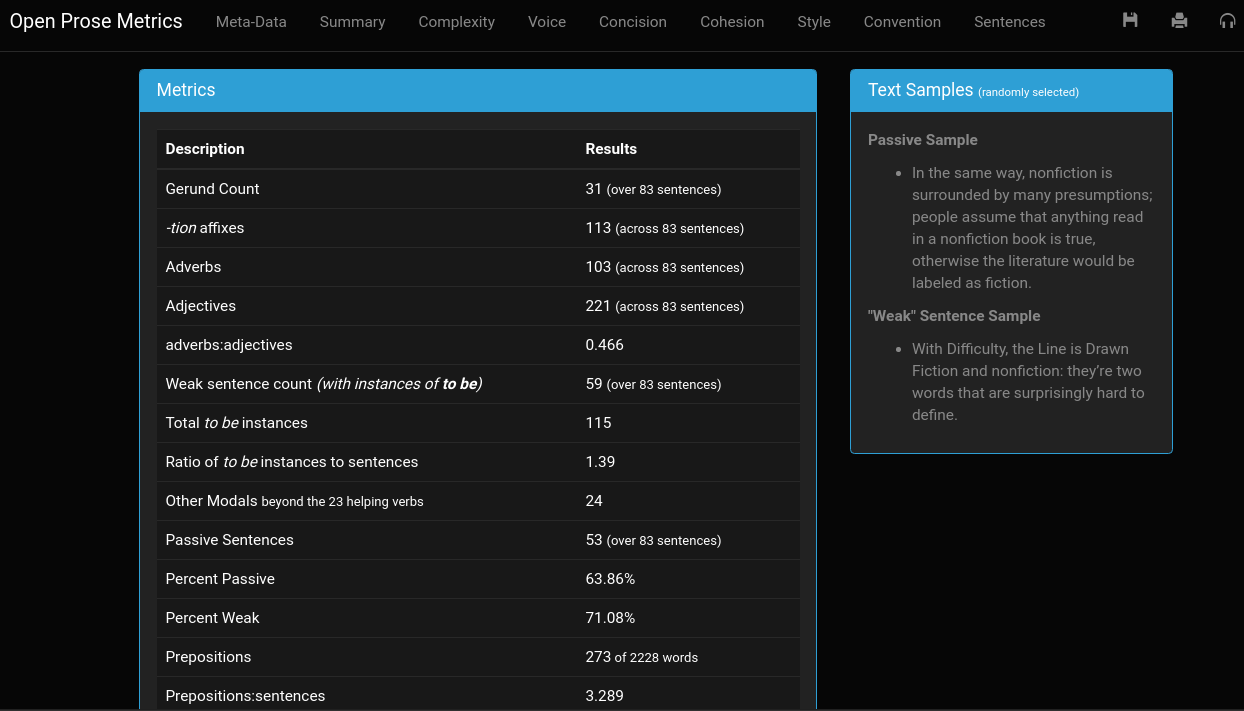 Open Prose Metrics Meta-Data Summary Complexity Voice Concision Cohesion Style Convention Sentences
Metrics
Description Results
Gerund Count 31 (over 83 sentences)
-tion affixes 113 (across 83 sentences)
Adverbs 103 (across 83 sentences)
Adjectives 221 (across 83 sentences)
adverbs:adjectives 0.466
Weak sentence count (with instances of to be) 59 (over 83 sentences)
Total to be instances 115
Ratio of to be instances to sentences 1.39
Other Modals beyond the 23 helping verbs 24
Passive Sentences 53 (over 83 sentences)
Percent Passive 63.86%
Percent Weak 71.08%
Prepositions 273 of 2228 words
Prepositions:sentences 3.289
Text Samples (randomly selected)
Passive Sample
In the same way, nonfiction is
surrounded by many presumptions;
people assume that anything read
in a nonfiction book is true,
otherwise the literature would be
labeled as fiction.
"Weak" Sentence Sample
With Difficulty, the Line is Drawn
Fiction and nonfiction: they're two
words that are surprisingly hard to
define.